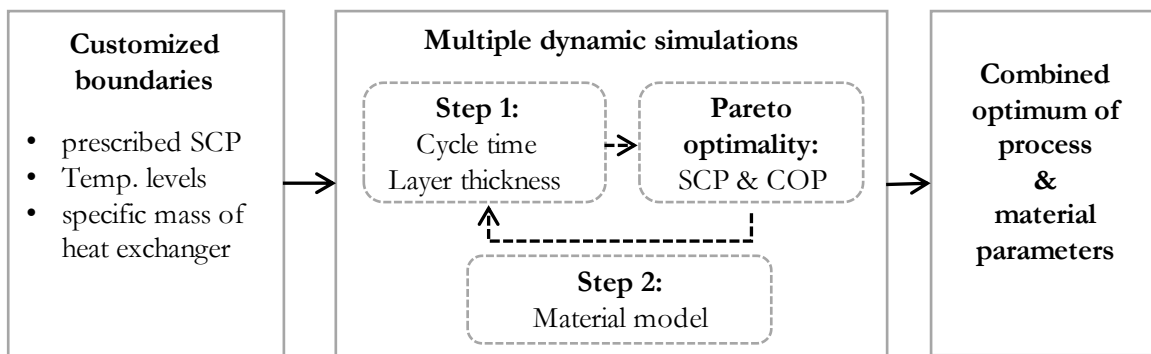 Customized
boundaries
• prescribed SCP
• Temp. levels
• specific mass of
heat exchanger
Multiple dynamic simulations
Step 1:
Cycle time
Layer thickness
Pareto
optimality:
SCP & COP
Step 2:
Material model
Combined
optimum of
process
&
material
parameters